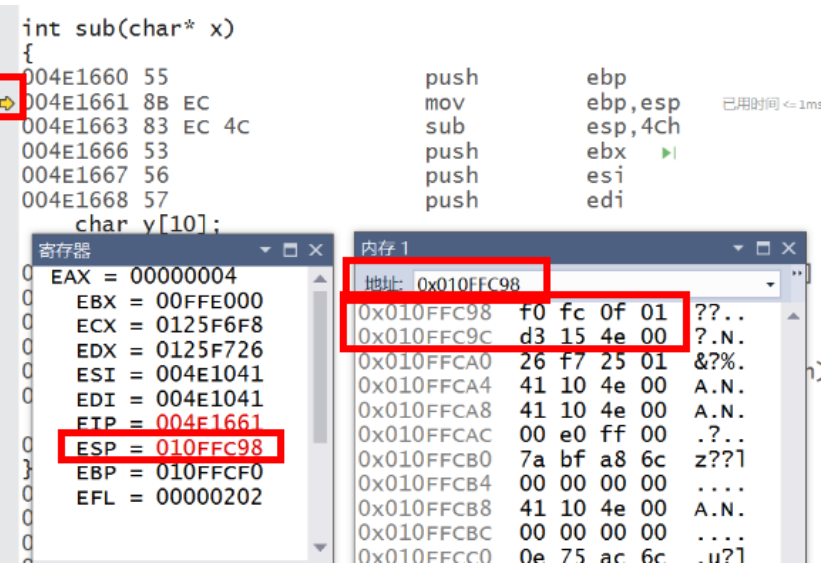 int sub(char* x)
{
004E1660 55 push ebp
004E1661 8B EC mov ebp,esp 已用时间 <= 1ms
004E1663 83 EC 4C sub esp,4Ch
004E1666 53 push ebx
004E1667 56 push esi
004E1668 57 push edi
char y[10];
寄存器
EAX = 00000004
EBX = 00FFE000
ECX = 0125F6F8
EDX = 0125F726
ESI = 004E1041
EDI = 004E1041
EIP = 004E1661
ESP = 010FFC98
EBP = 010FFCF0
EFL = 00000202
内存 1
地址: 0x010FFC98
0x010FFC98 f0 fc 0f 01 ??..
0x010FFC9C d3 15 4e 00 ?.N.
0x010FFCA0 26 f7 25 01 &?%.
0x010FFCA4 41 10 4e 00 A.N.
0x010FFCA8 41 10 4e 00 A.N.
0x010FFCAC 00 e0 ff 00 .?..
0x010FFCB0 7a bf a8 6c z??l
0x010FFCB4 00 00 00 00 ....
0x010FFCB8 41 10 4e 00 A.N.
0x010FFCBC 00 00 00 00 ....
0x010FFCC0 0e 75 ac 6c .u?l